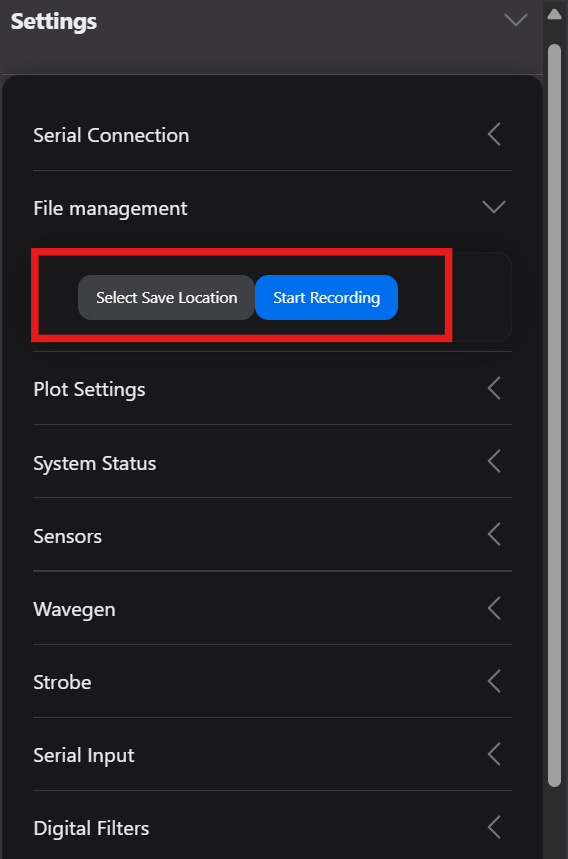 Settings
Serial Connection
File management
Select Save Location Start Recording
Plot Settings
System Status
Sensors
Wavegen
Strobe
Serial Input
Digital Filters